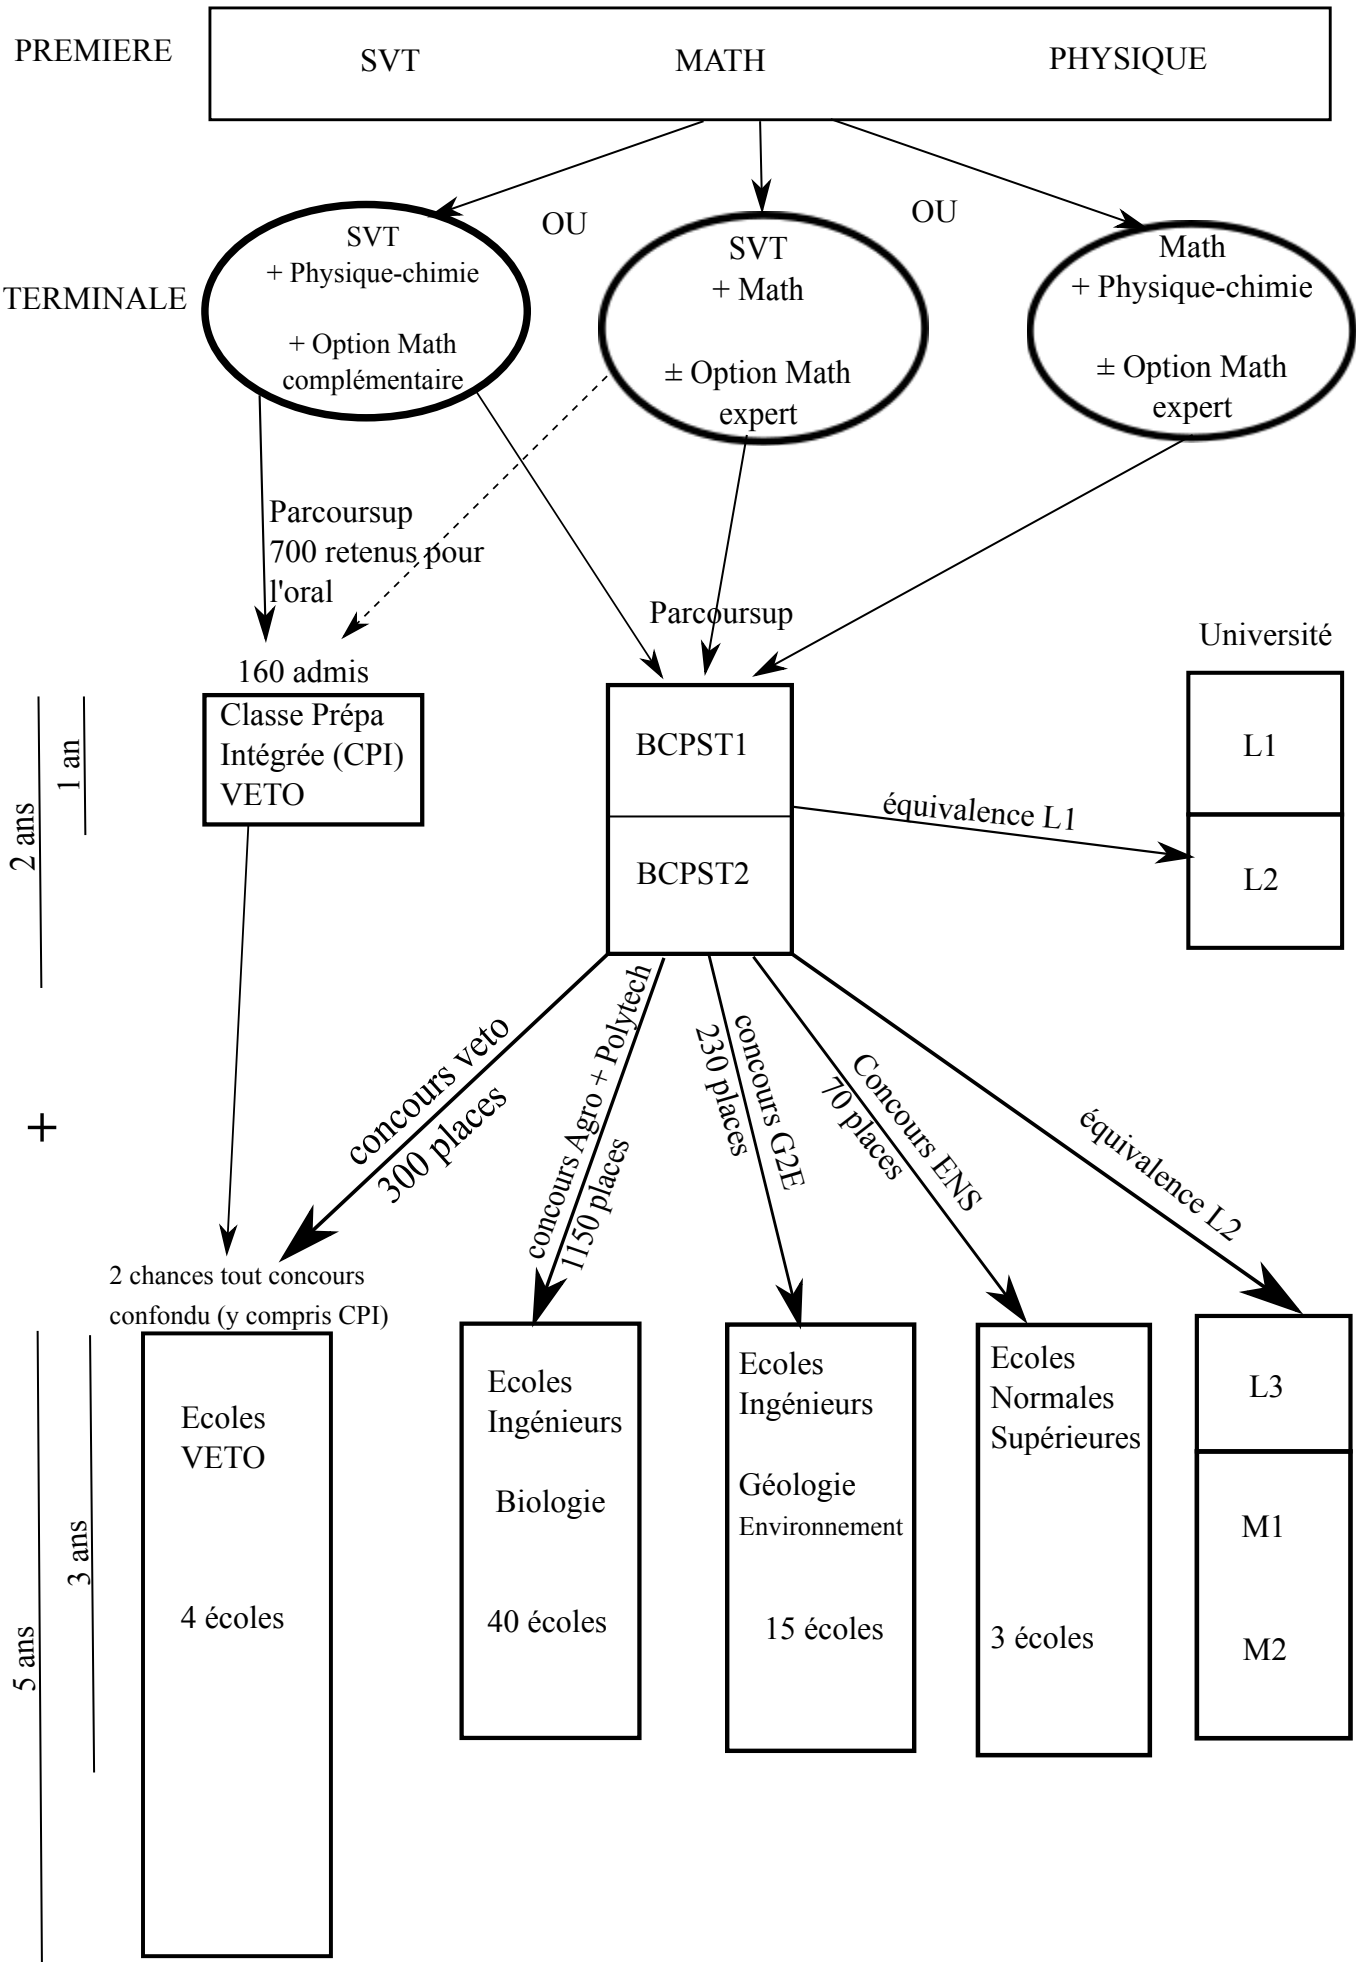 PREMIERE
SVT
MATH
PHYSIQUE
OU
OU
TERMINALE
SVT
+ Physique-chimie
+ Option Math
complémentaire
SVT
+ Math
± Option Math
expert
Math
+ Physique-chimie
± Option Math
expert
Parcoursup
700 retenus pour
l'oral
Parcoursup
Université
160 admis
Classe Prépa
Intégrée (CPI)
VETO
1 an
2 ans
BCPST1
BCPST2
équivalence L1
L1
L2
+
concours veto
300 places
concours Agro + Polytech
1150 places
concours G2E
230 places
Concours ENS
70 places
équivalence L2
2 chances tout concours
confondu (y compris CPI)
3 ans
5 ans
Ecoles
VETO
4 écoles
Ecoles
Ingénieurs
Biologie
40 écoles
Ecoles
Ingénieurs
Géologie
Environnement
15 écoles
Ecoles
Normales
Supérieures
3 écoles
L3
M1
M2